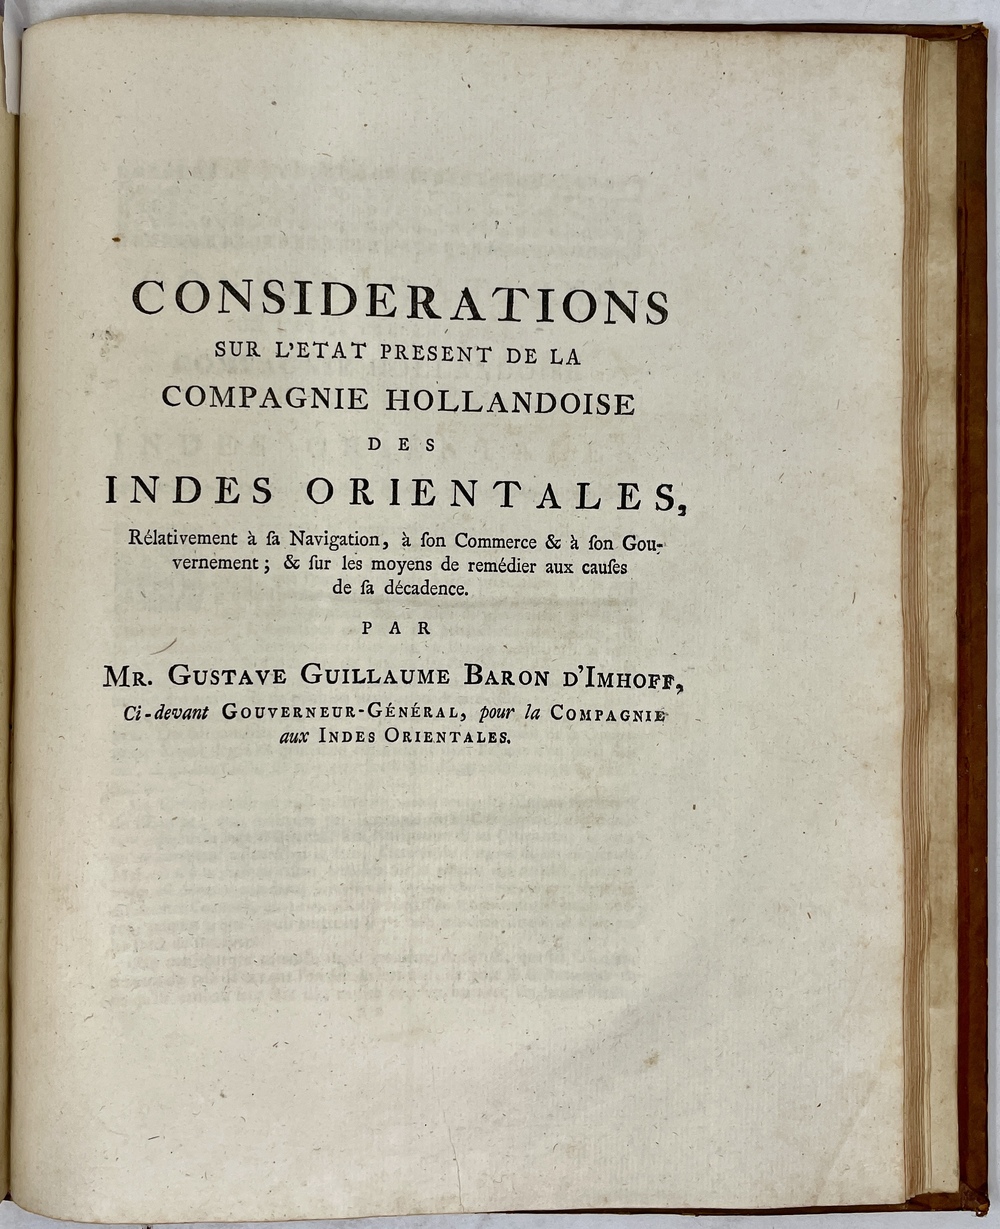 CONSIDERATIONS
SUR L'ETAT PRESENT DE LA
COMPAGNIE HOLLANDOISE
DES
INDES ORIENTALES,
Rélativement à ſa Navigation, à ſon Commerce & à ſon Gou-
vernement; & ſur les moyens de remédier aux cauſes
de ſa décadence.
PAR
MR. GUSTAVE GUILLAUME BARON D'IMHOFF,
Ci-devant GOUVERNEUR-GÉNÉRAL, pour la COMPAGNIE
aux INDES ORIENTALES.